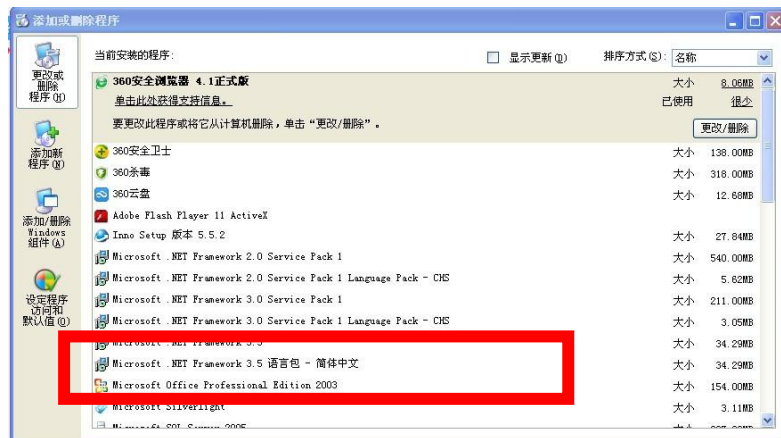 添加或删除程序
当前安装的程序:
显示更新(D)
排序方式(S): 名称
更改或
删除
程序(H)
360安全浏览器 4.1正式版
大小 8.06MB
单击此处获得支持信息。
已使用 很少
要更改此程序或将它从计算机删除,单击“更改/删除”。
更改/删除
添加新
程序(N)
360安全卫士 大小 138.00MB
360杀毒 大小 318.00MB
360云盘 大小 12.68MB
添加/删除
Windows
组件(A)
Adobe Flash Player 11 ActiveX
Inno Setup 版本 5.5.2 大小 27.84MB
Microsoft .NET Framework 2.0 Service Pack 1 大小 540.00MB
Microsoft .NET Framework 2.0 Service Pack 1 Language Pack - CHS 大小 5.62MB
设定程序
访问和
默认值(O)
Microsoft .NET Framework 3.0 Service Pack 1 大小 211.00MB
Microsoft .NET Framework 3.0 Service Pack 1 Language Pack - CHS 大小 3.05MB
Microsoft .NET Framework 3.5 大小 34.29MB
Microsoft .NET Framework 3.5 语言包 - 简体中文 大小 34.29MB
Microsoft Office Professional Edition 2003 大小 154.00MB
Microsoft Silverlight 大小 3.11MB
Microsoft SQL Server 2005